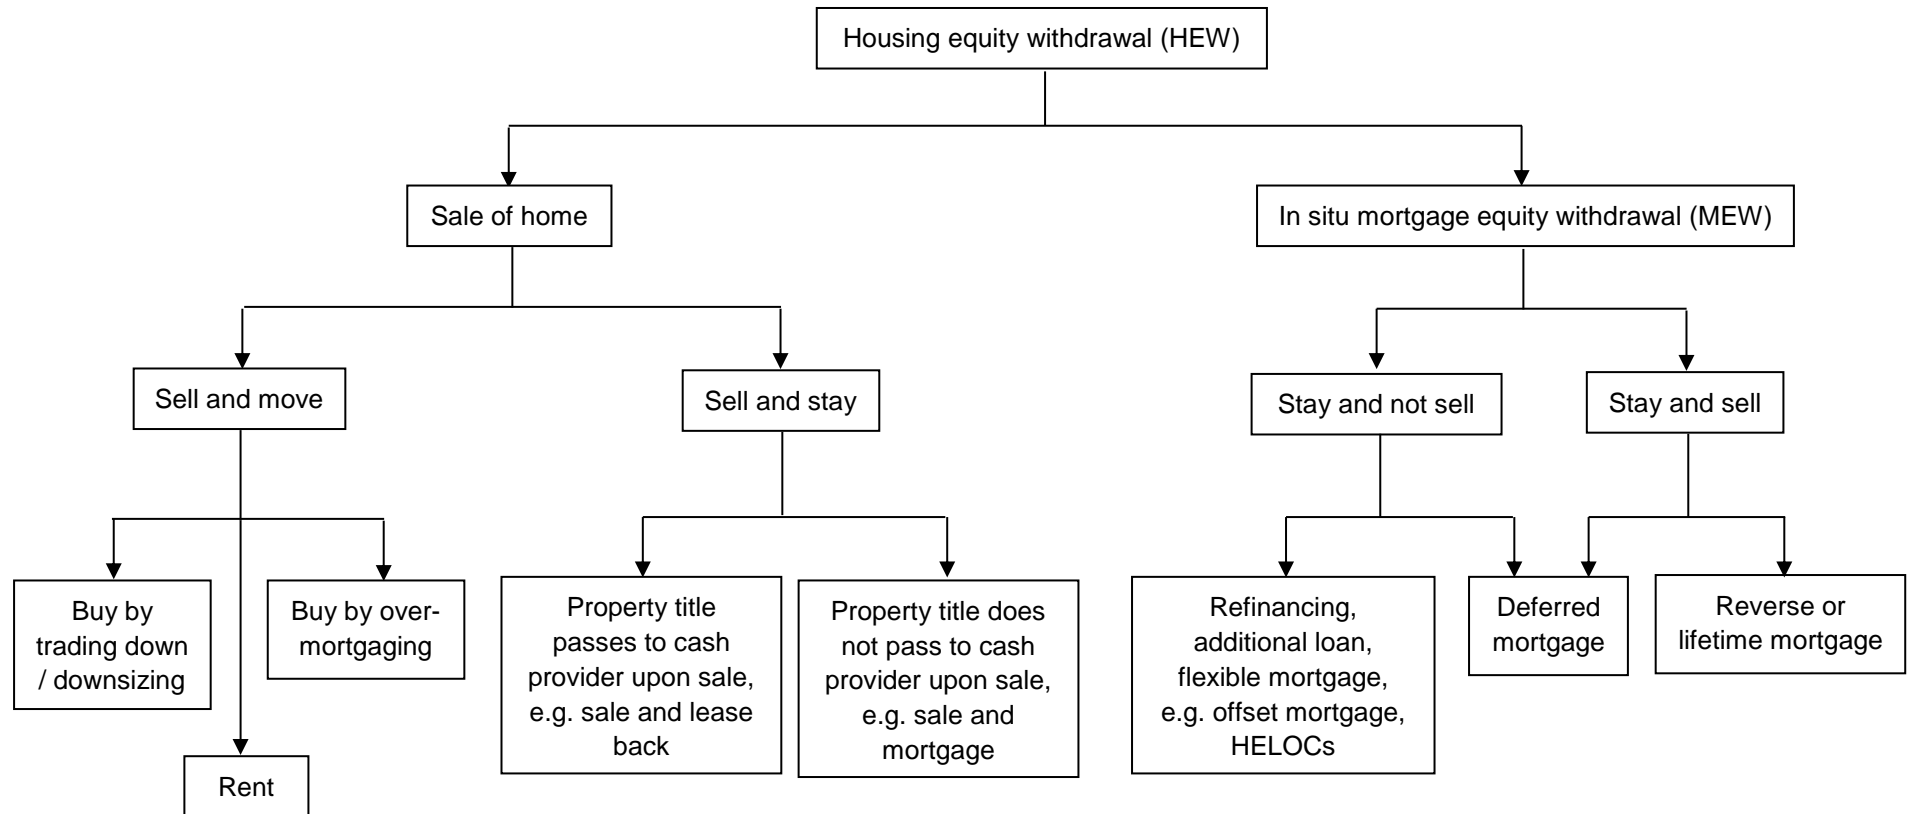 Housing equity withdrawal (HEW)
Sale of home
In situ mortgage equity withdrawal (MEW)
Sell and move
Sell and stay
Stay and not sell
Stay and sell
Buy by
trading down
/ downsizing
Rent
Buy by over-
mortgaging
Property title
passes to cash
provider upon sale,
e.g. sale and lease
back
Property title does
not pass to cash
provider upon sale,
e.g. sale and
mortgage
Refinancing,
additional loan,
flexible mortgage,
e.g. offset mortgage,
HELOCs
Deferred
mortgage
Reverse or
lifetime mortgage